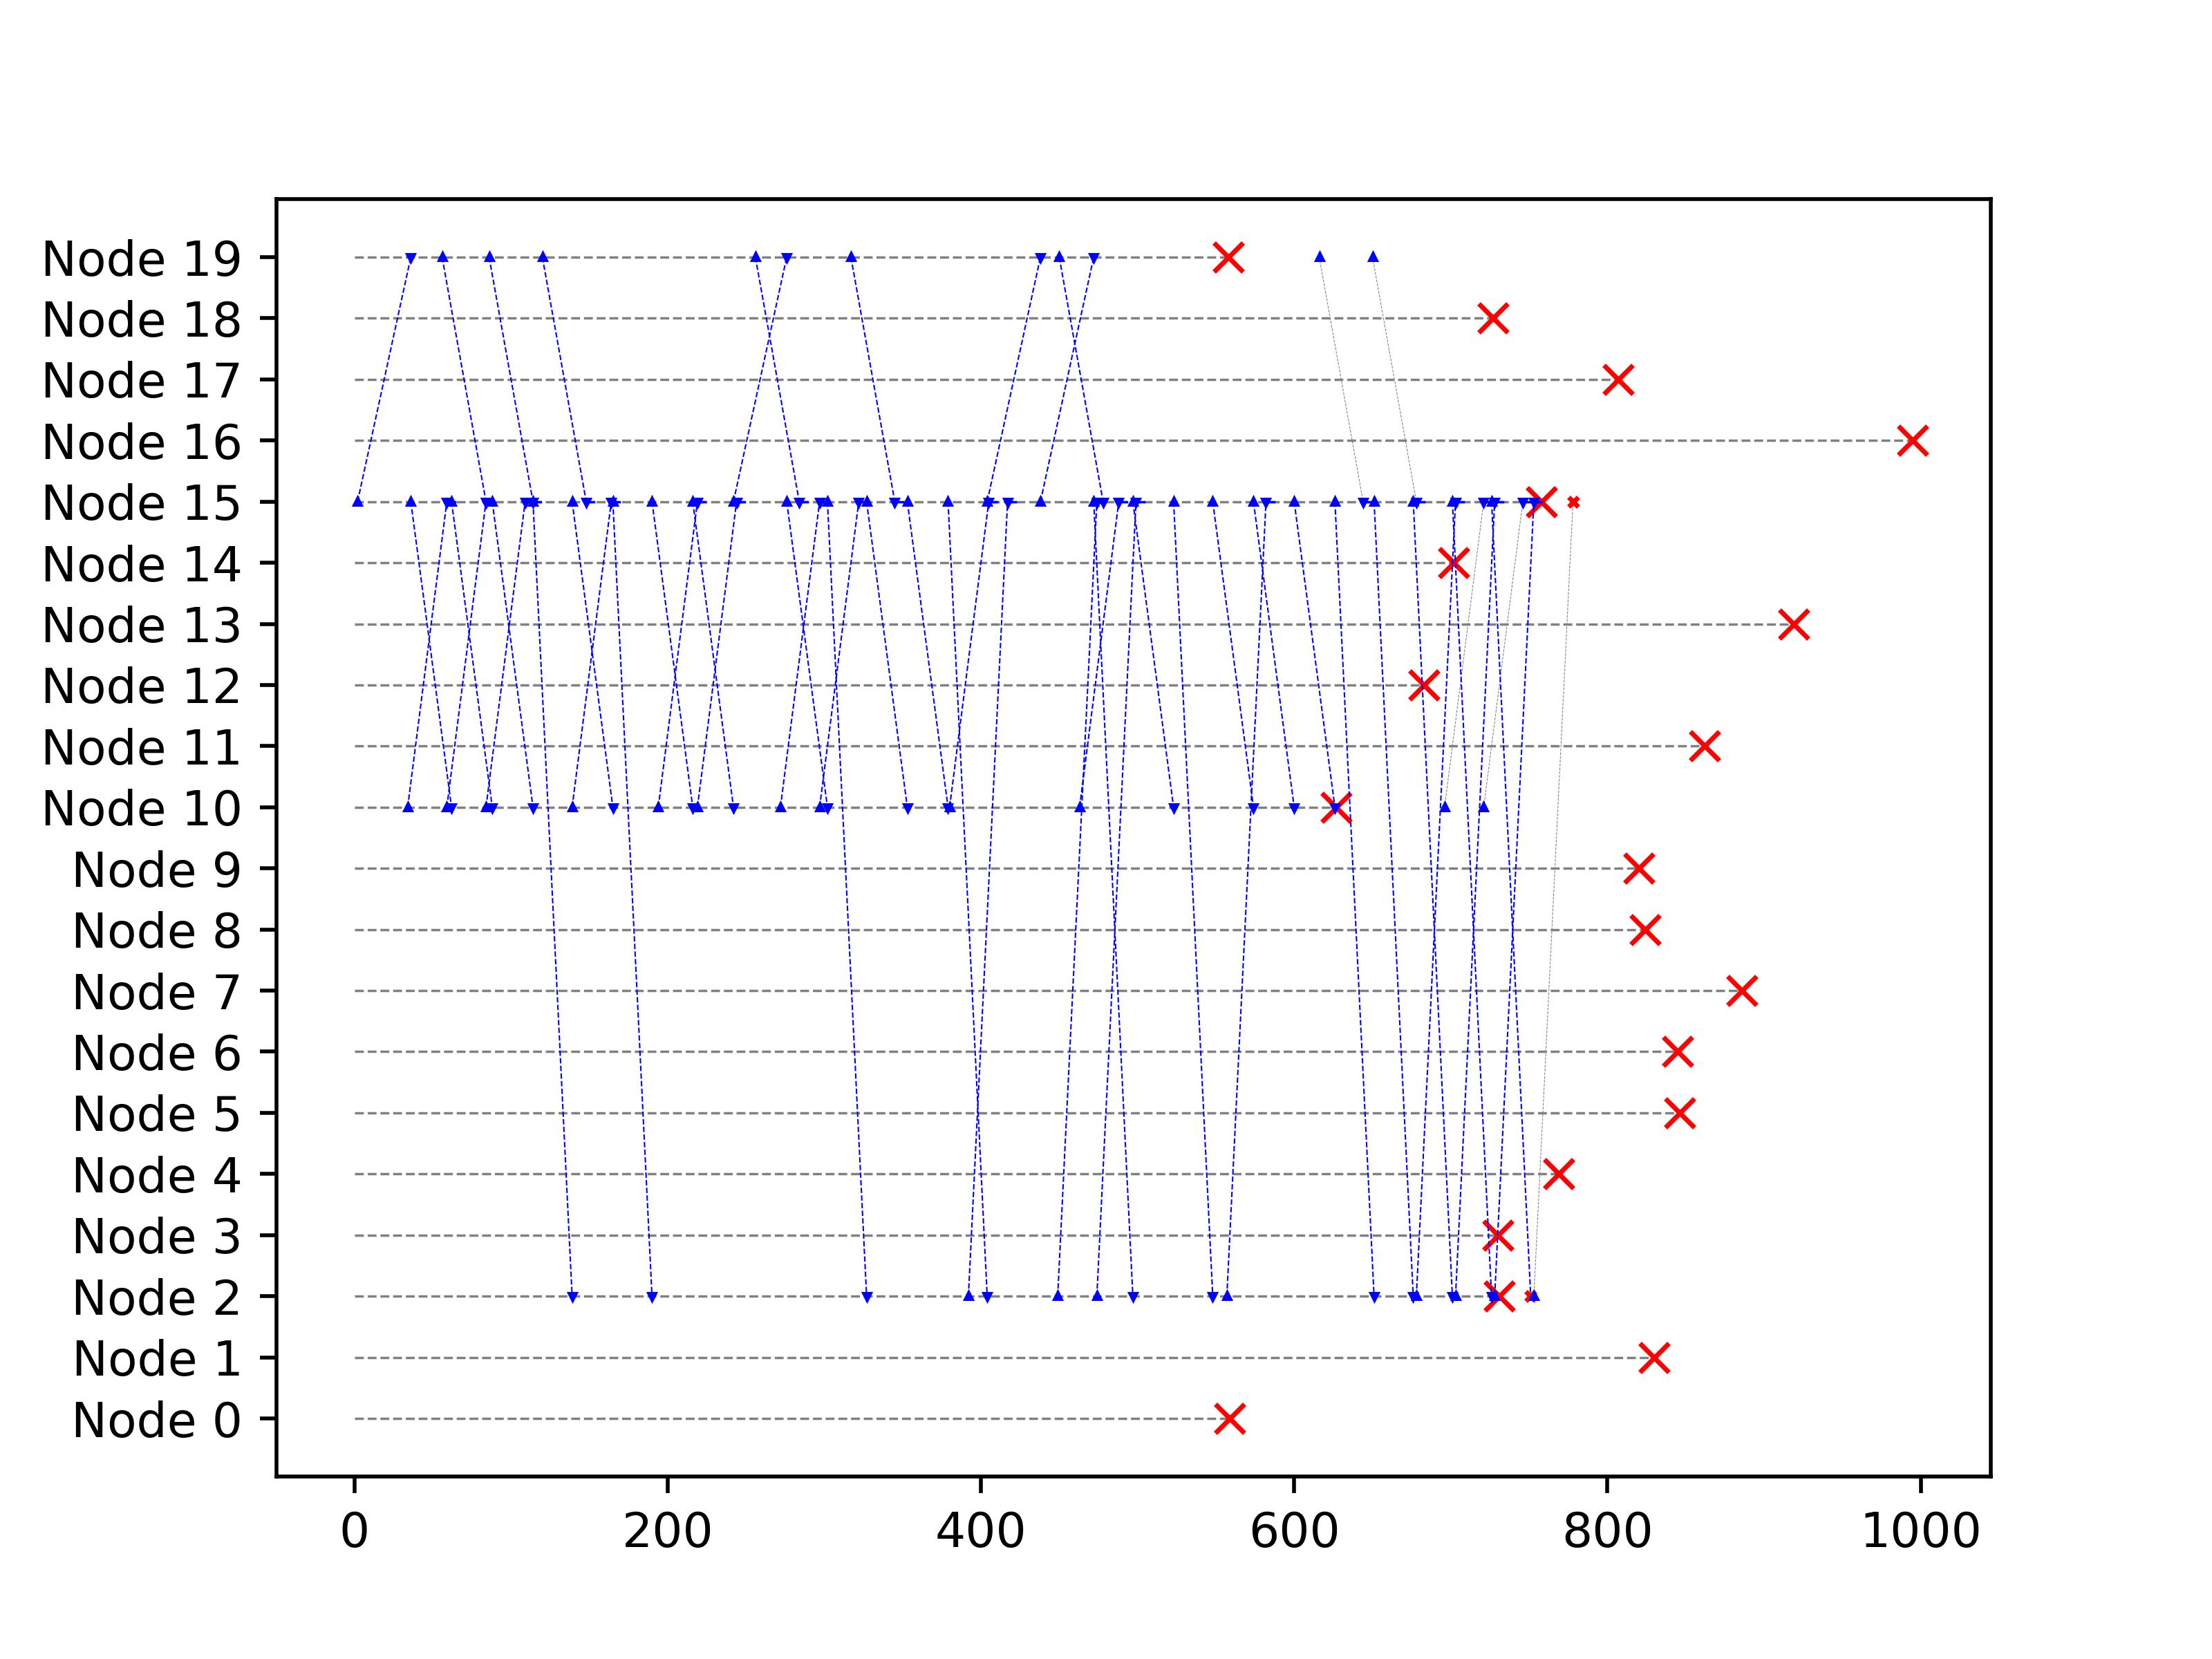 Node 19
Node 18
Node 17
Node 16
Node 15
Node 14
Node 13
Node 12
Node 11
Node 10
Node 9
Node 8
Node 7
Node 6
Node 5
Node 4
Node 3
Node 2
Node 1
Node 0
0 200 400 600 800 1000